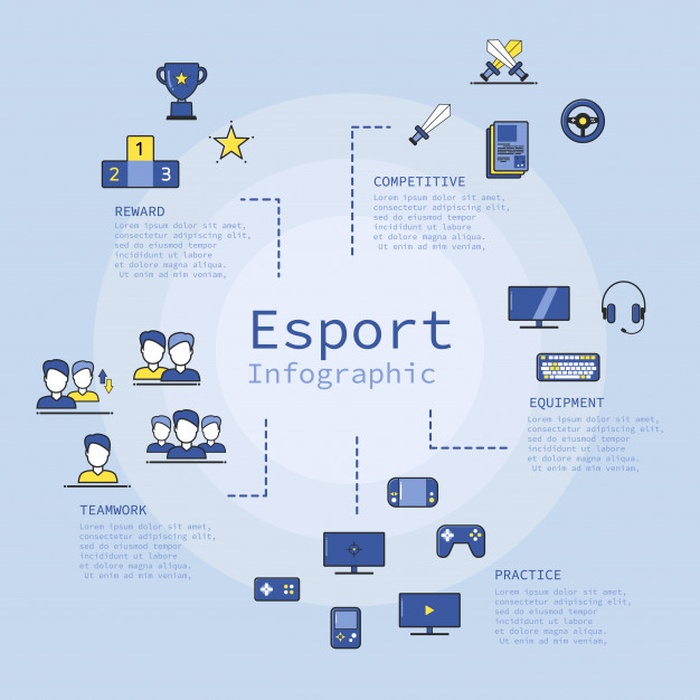 1
2 3
REWARD
Lorem ipsum dolor sit amet,
consectetur adipiscing elit,
sed do eiusmod tempor
incididunt ut labore
et dolore magna aliqua.
Ut enim ad mim veniam,
COMPETITIVE
Lorem ipsum dolor sit amet,
consectetur adipiscing elit,
sed do eiusmod tempor
incididunt ut labore
et dolore magna aliqua.
Ut enim ad mim veniam,
Esport
Infographic
EQUIPMENT
Lorem ipsum dolor sit amet,
consectetur adipiscing elit,
sed do eiusmod tempor
incididunt ut labore
et dolore magna aliqua.
Ut enim ad mim veniam,
TEAMWORK
Lorem ipsum dolor sit amet,
consectetur adipiscing elit,
sed do eiusmod tempor
incididunt ut labore
et dolore magna aliqua.
Ut enim ad mim veniam,
PRACTICE
Lorem ipsum dolor sit amet,
consectetur adipiscing elit,
sed do eiusmod tempor
incididunt ut labore
et dolore magna aliqua.
Ut enim ad mim veniam,